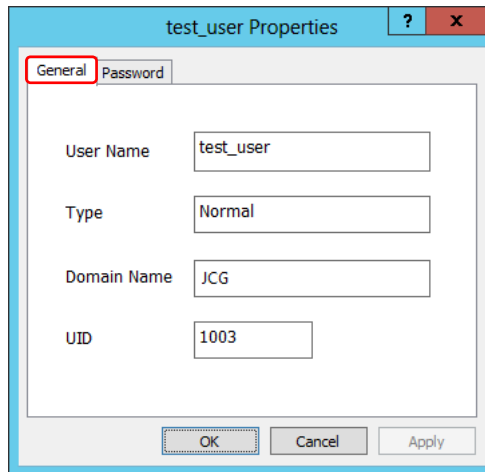 test_user Properties ? x
General Password
User Name test_user
Type Normal
Domain Name JCG
UID 1003
OK Cancel Apply